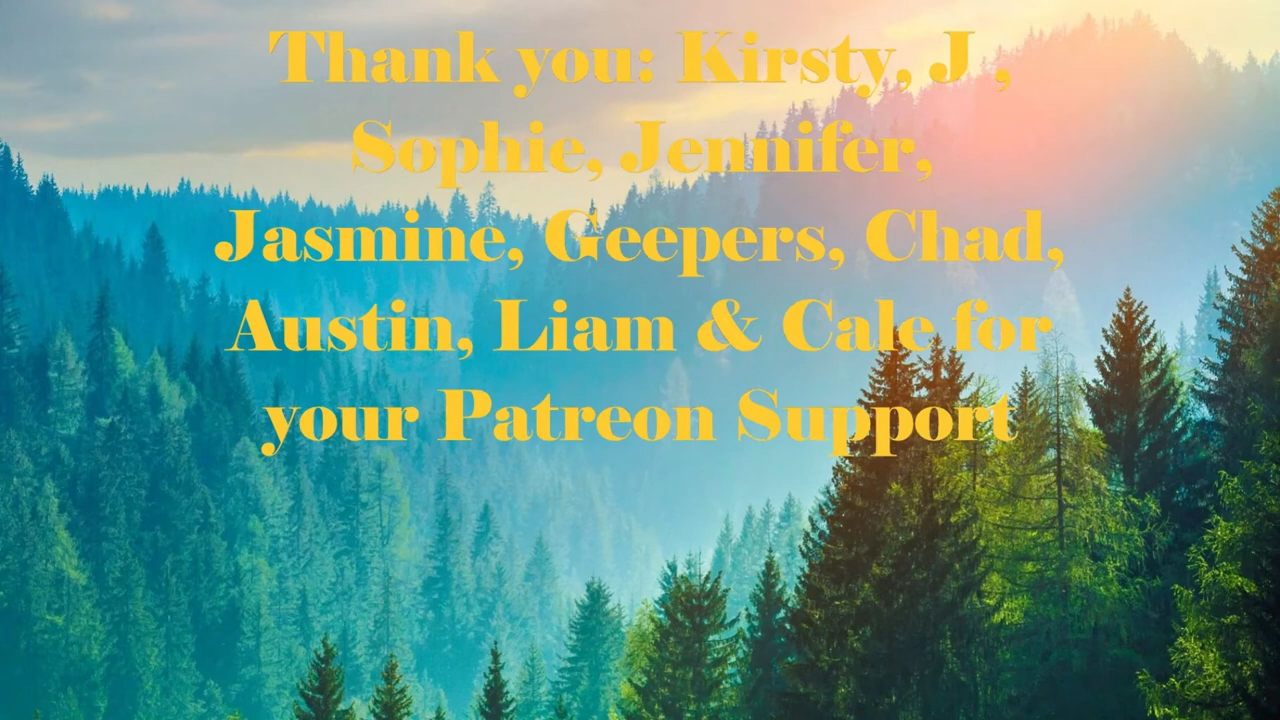 Thank you: Kirsty, J ,
Sophie, Jennifer,
Jasmine, Geepers, Chad,
Austin, Liam & Cale for
your Patreon Support